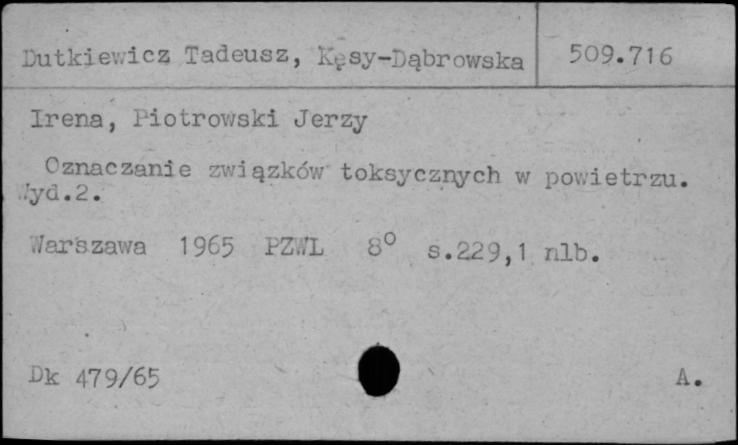 Dutkiewicz Tadeusz, Kęsy-Dąbrowska 509.716
Irena, Piotrowski Jerzy
Oznaczanie związków toksycznych w powietrzu.
Wyd.2.
Warszawa 1965 PZWL 8° s.229,1 nlb.
Dk 479/65 A.